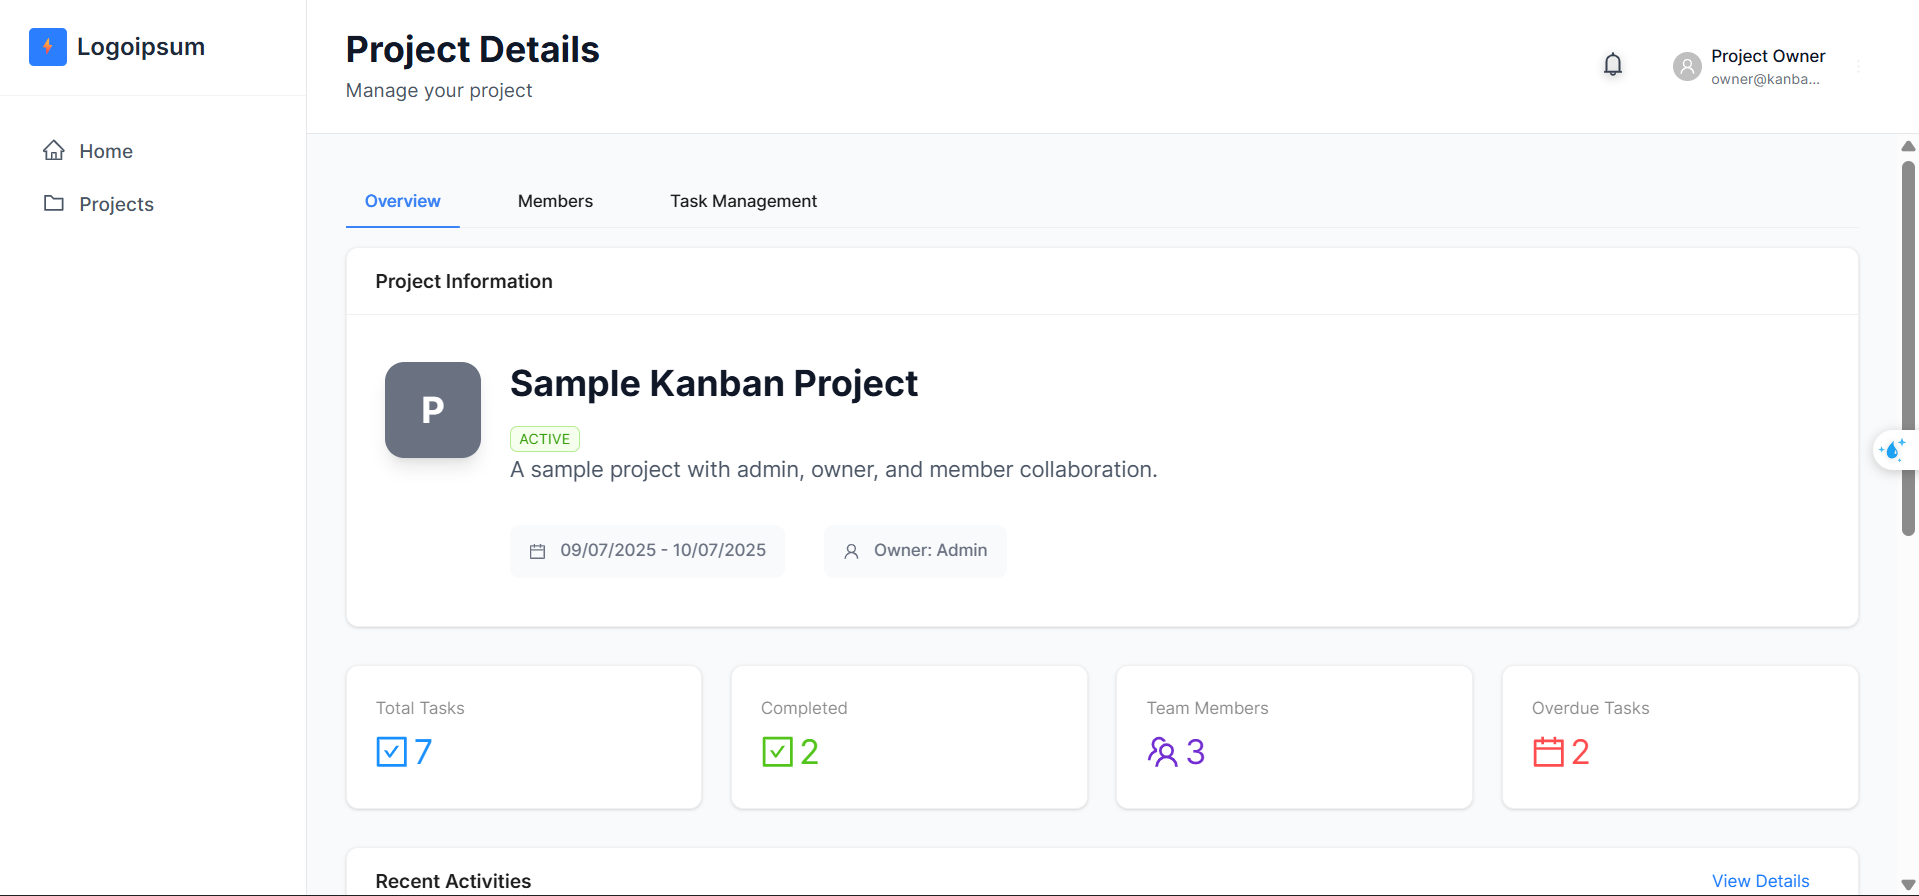 Logoipsum
Home
Projects
Project Details
Manage your project
Project Owner
owner@kanba...
Overview
Members
Task Management
Project Information
P
Sample Kanban Project
ACTIVE
A sample project with admin, owner, and member collaboration.
09/07/2025 - 10/07/2025
Owner: Admin
Total Tasks
7
Completed
2
Team Members
3
Overdue Tasks
2
Recent Activities
View Details